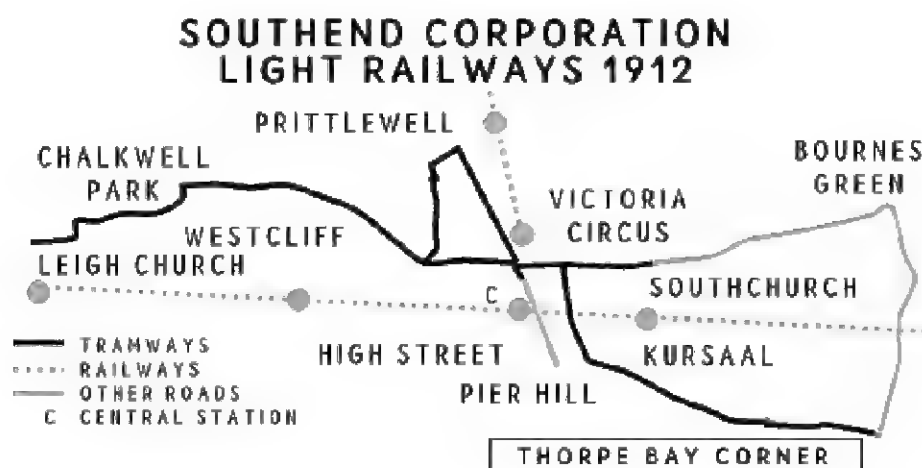 SOUTHEND CORPORATION
LIGHT RAILWAYS 1912
PRITTLEWELL
CHALKWELL
PARK
BOURNES
GREEN
VICTORIA
CIRCUS
WESTCLIFF
LEIGH CHURCH
C
SOUTHCHURCH
HIGH STREET
KURSAAL
PIER HILL
TRAMWAYS
RAILWAYS
OTHER ROADS
C CENTRAL STATION
THORPE BAY CORNER